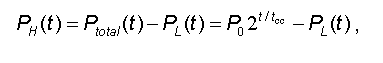 P_H(t) = P_total(t) − P_L(t) = P_0 2^{t/t_cc} − P_L(t) ,